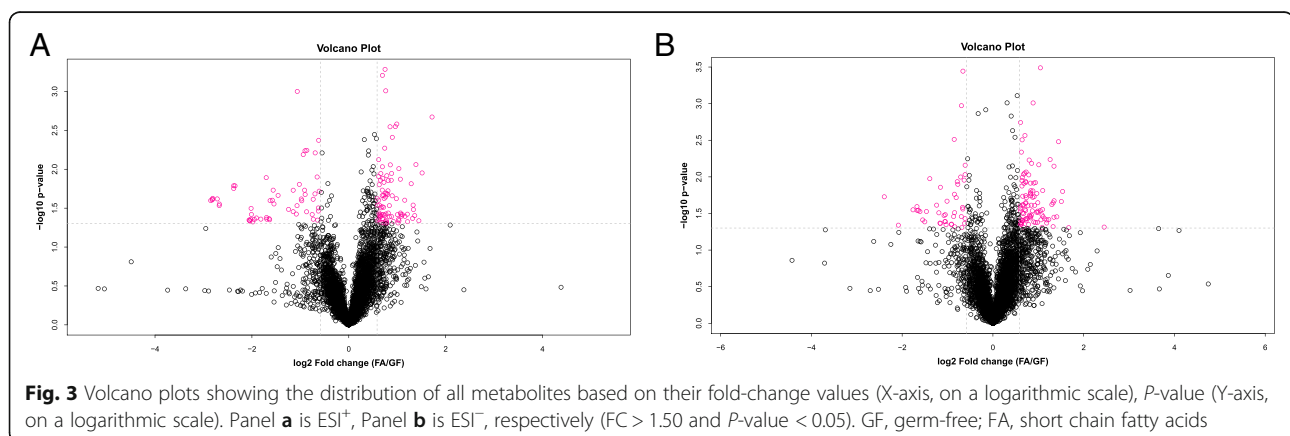 A
Volcano Plot
−log10 p−value
3.0
2.5
2.0
1.5
1.0
0.5
0.0
−4 −2 0 2 4
log2 Fold change (FA/GF)
B
Volcano Plot
−log10 p−value
3.5
3.0
2.5
2.0
1.5
1.0
0.5
0.0
−6 −4 −2 0 2 4 6
log2 Fold change (FA/GF)
Fig. 3 Volcano plots showing the distribution of all metabolites based on their fold-change values (X-axis, on a logarithmic scale), P-value (Y-axis,
on a logarithmic scale). Panel a is ESI⁺, Panel b is ESI⁻, respectively (FC > 1.50 and P-value < 0.05). GF, germ-free; FA, short chain fatty acids